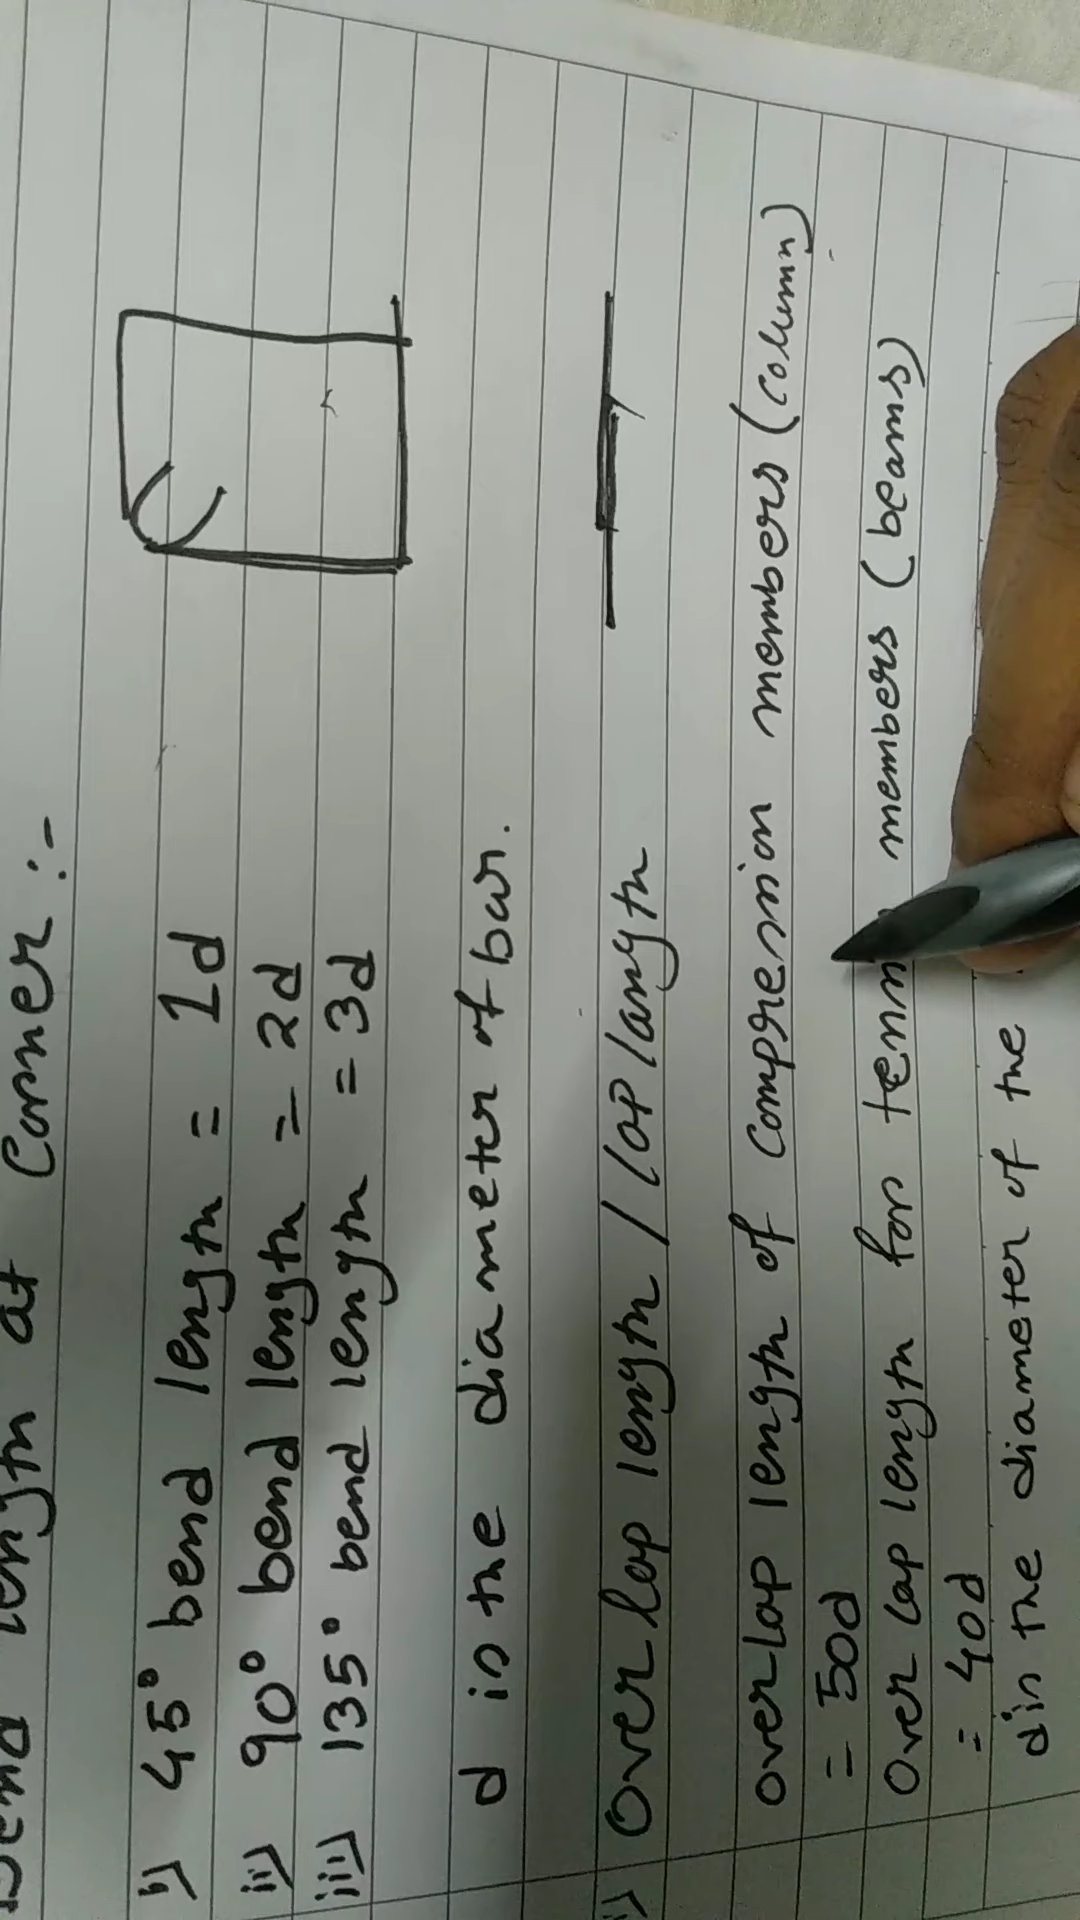 Bend length at Corner :-
i) 45° bend length = 1d
ii) 90° bend length = 2d
iii) 135° bend length = 3d
d is the diameter of bar.
Over lap length / lap length
overlap length of Compression members (column)
= 50d
Over lap length for members (beams)
= 40d
d is the diameter of the